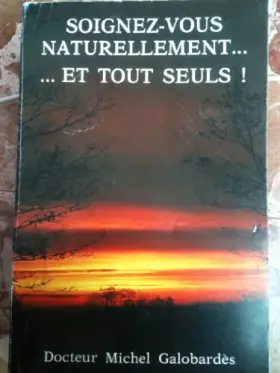 SOIGNEZ-VOUS
NATURELLEMENT...
... ET TOUT SEULS !
Docteur Michel Galobardès